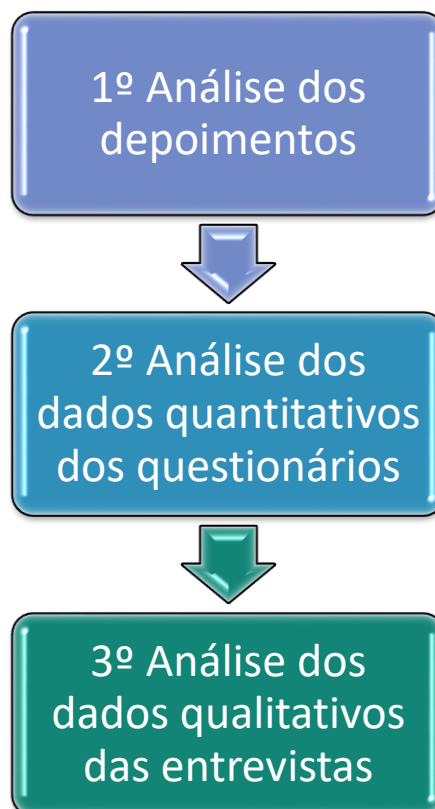 1º Análise dos
depoimentos
2º Análise dos
dados quantitativos
dos questionários
3º Análise dos
dados qualitativos
das entrevistas